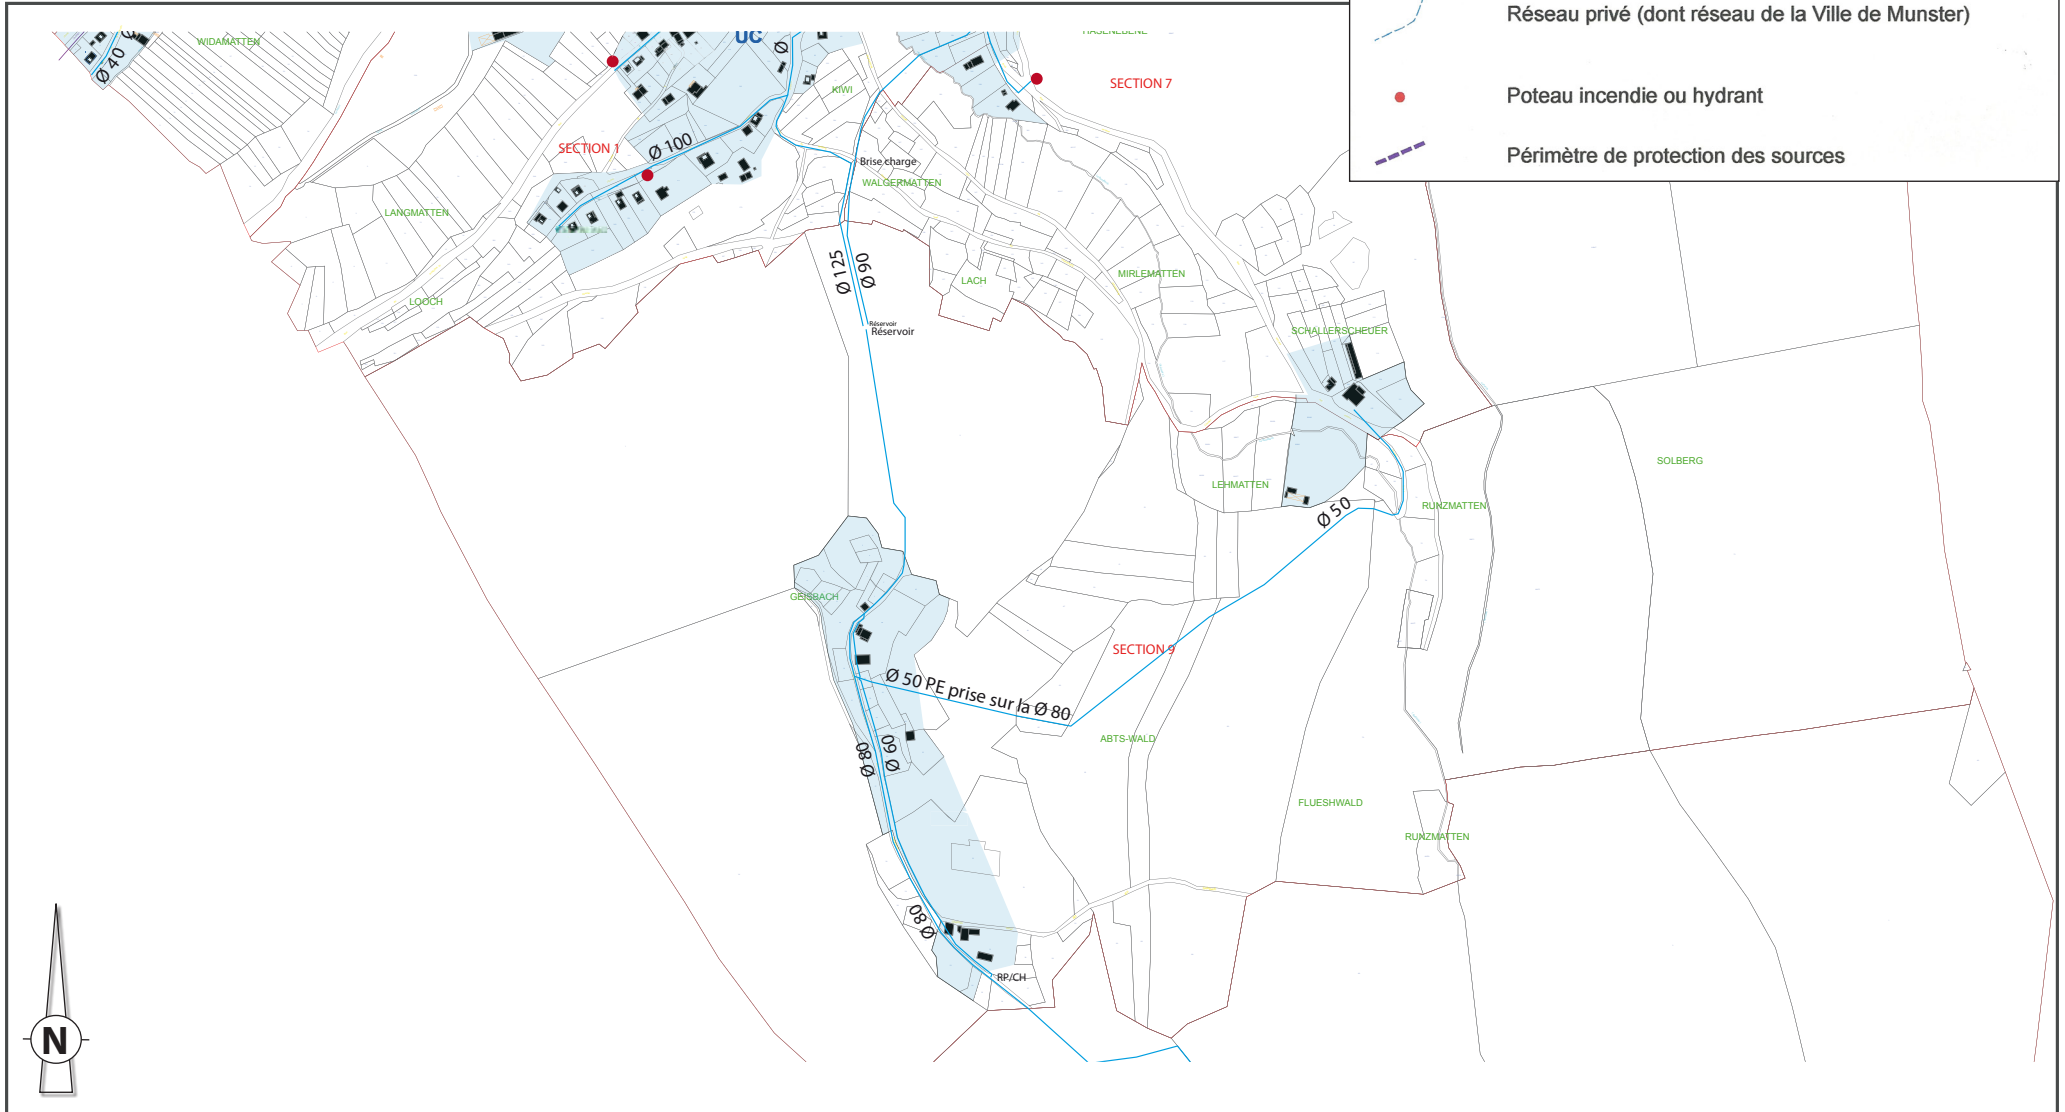 Réseau privé (dont réseau de la Ville de Munster)
Poteau incendie ou hydrant
Périmètre de protection des sources
WIDAMATTEN
UC
Ø 40
Ø
KIWI
SECTION 7
SECTION 1
Ø 100
Brise charge
WALGERMATTEN
LANGMATTEN
LOOCH
Ø 125
Ø 90
LACH
MIRLEMATTEN
Réservoir
Réservoir
SCHALLERSCHEUER
SOLBERG
LEHMATTEN
RUNZMATTEN
Ø 50
GEISBACH
SECTION 9
Ø 50 PE prise sur la Ø 80
ABTS-WALD
Ø 80
Ø 60
FLUESHWALD
RUNZMATTEN
Ø 80
RP/CH
N